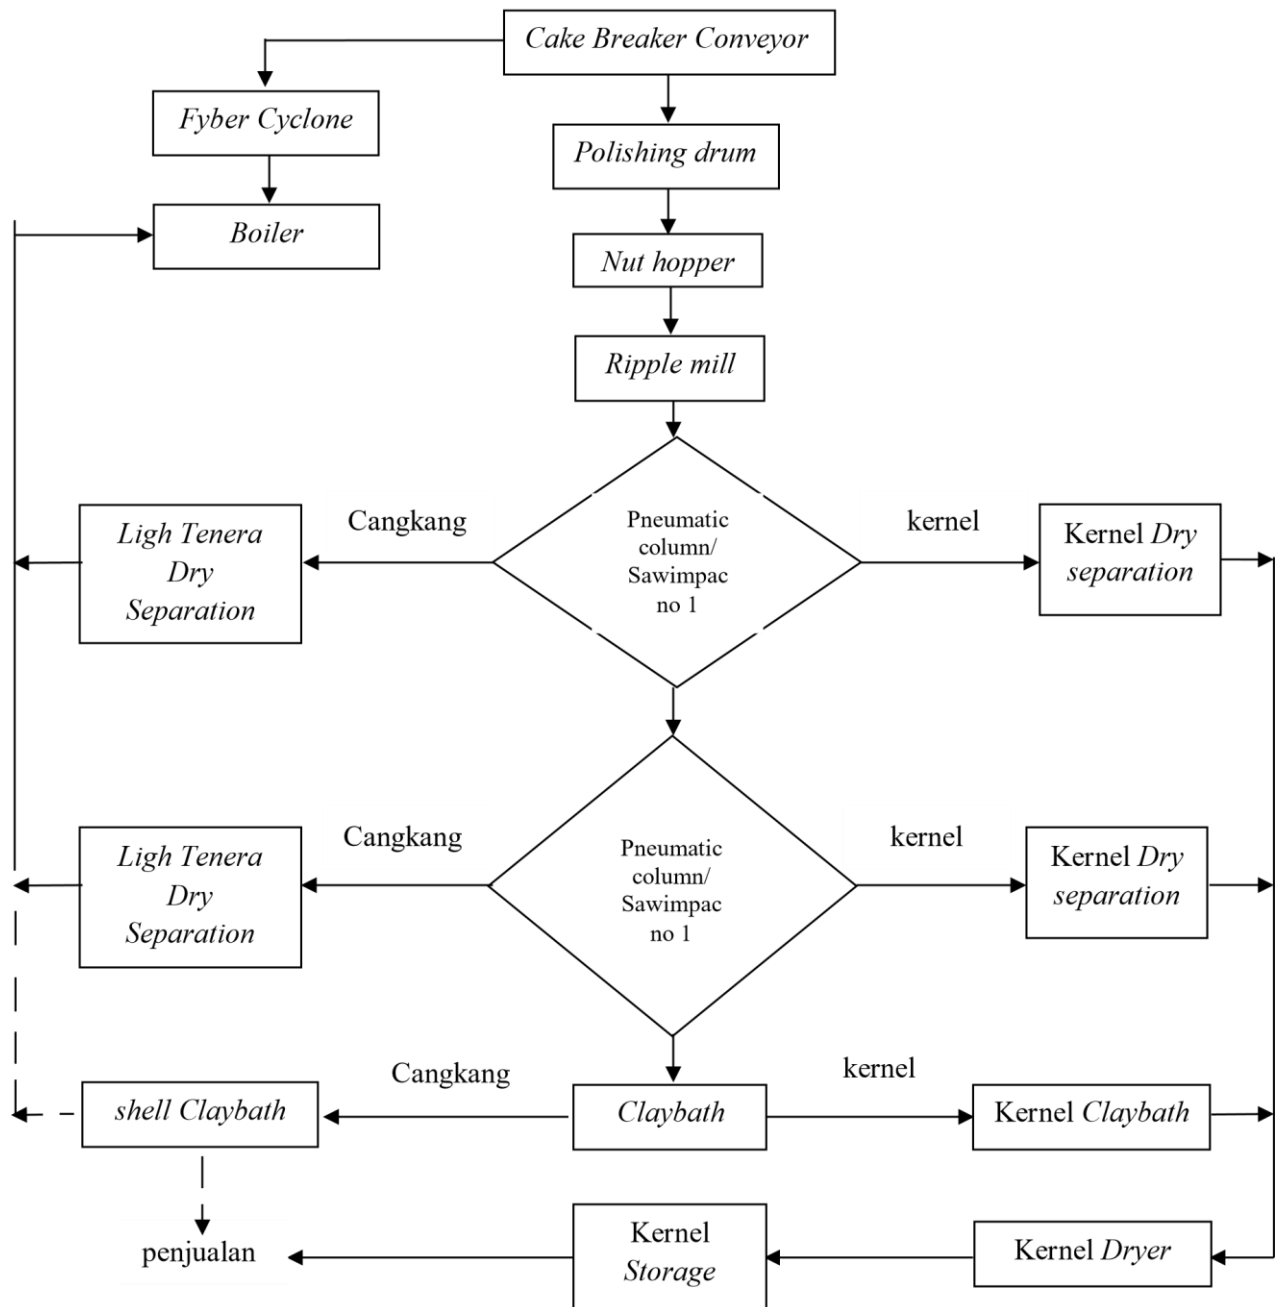 Cake Breaker Conveyor
Fyber Cyclone
Polishing drum
Boiler
Nut hopper
Ripple mill
Cangkang
kernel
Ligh Tenera
Dry
Separation
Pneumatic
column/
Sawimpac
no 1
Kernel Dry
separation
Cangkang
kernel
Ligh Tenera
Dry
Separation
Pneumatic
column/
Sawimpac
no 1
Kernel Dry
separation
Cangkang
kernel
shell Claybath
Claybath
Kernel Claybath
penjualan
Kernel
Storage
Kernel Dryer